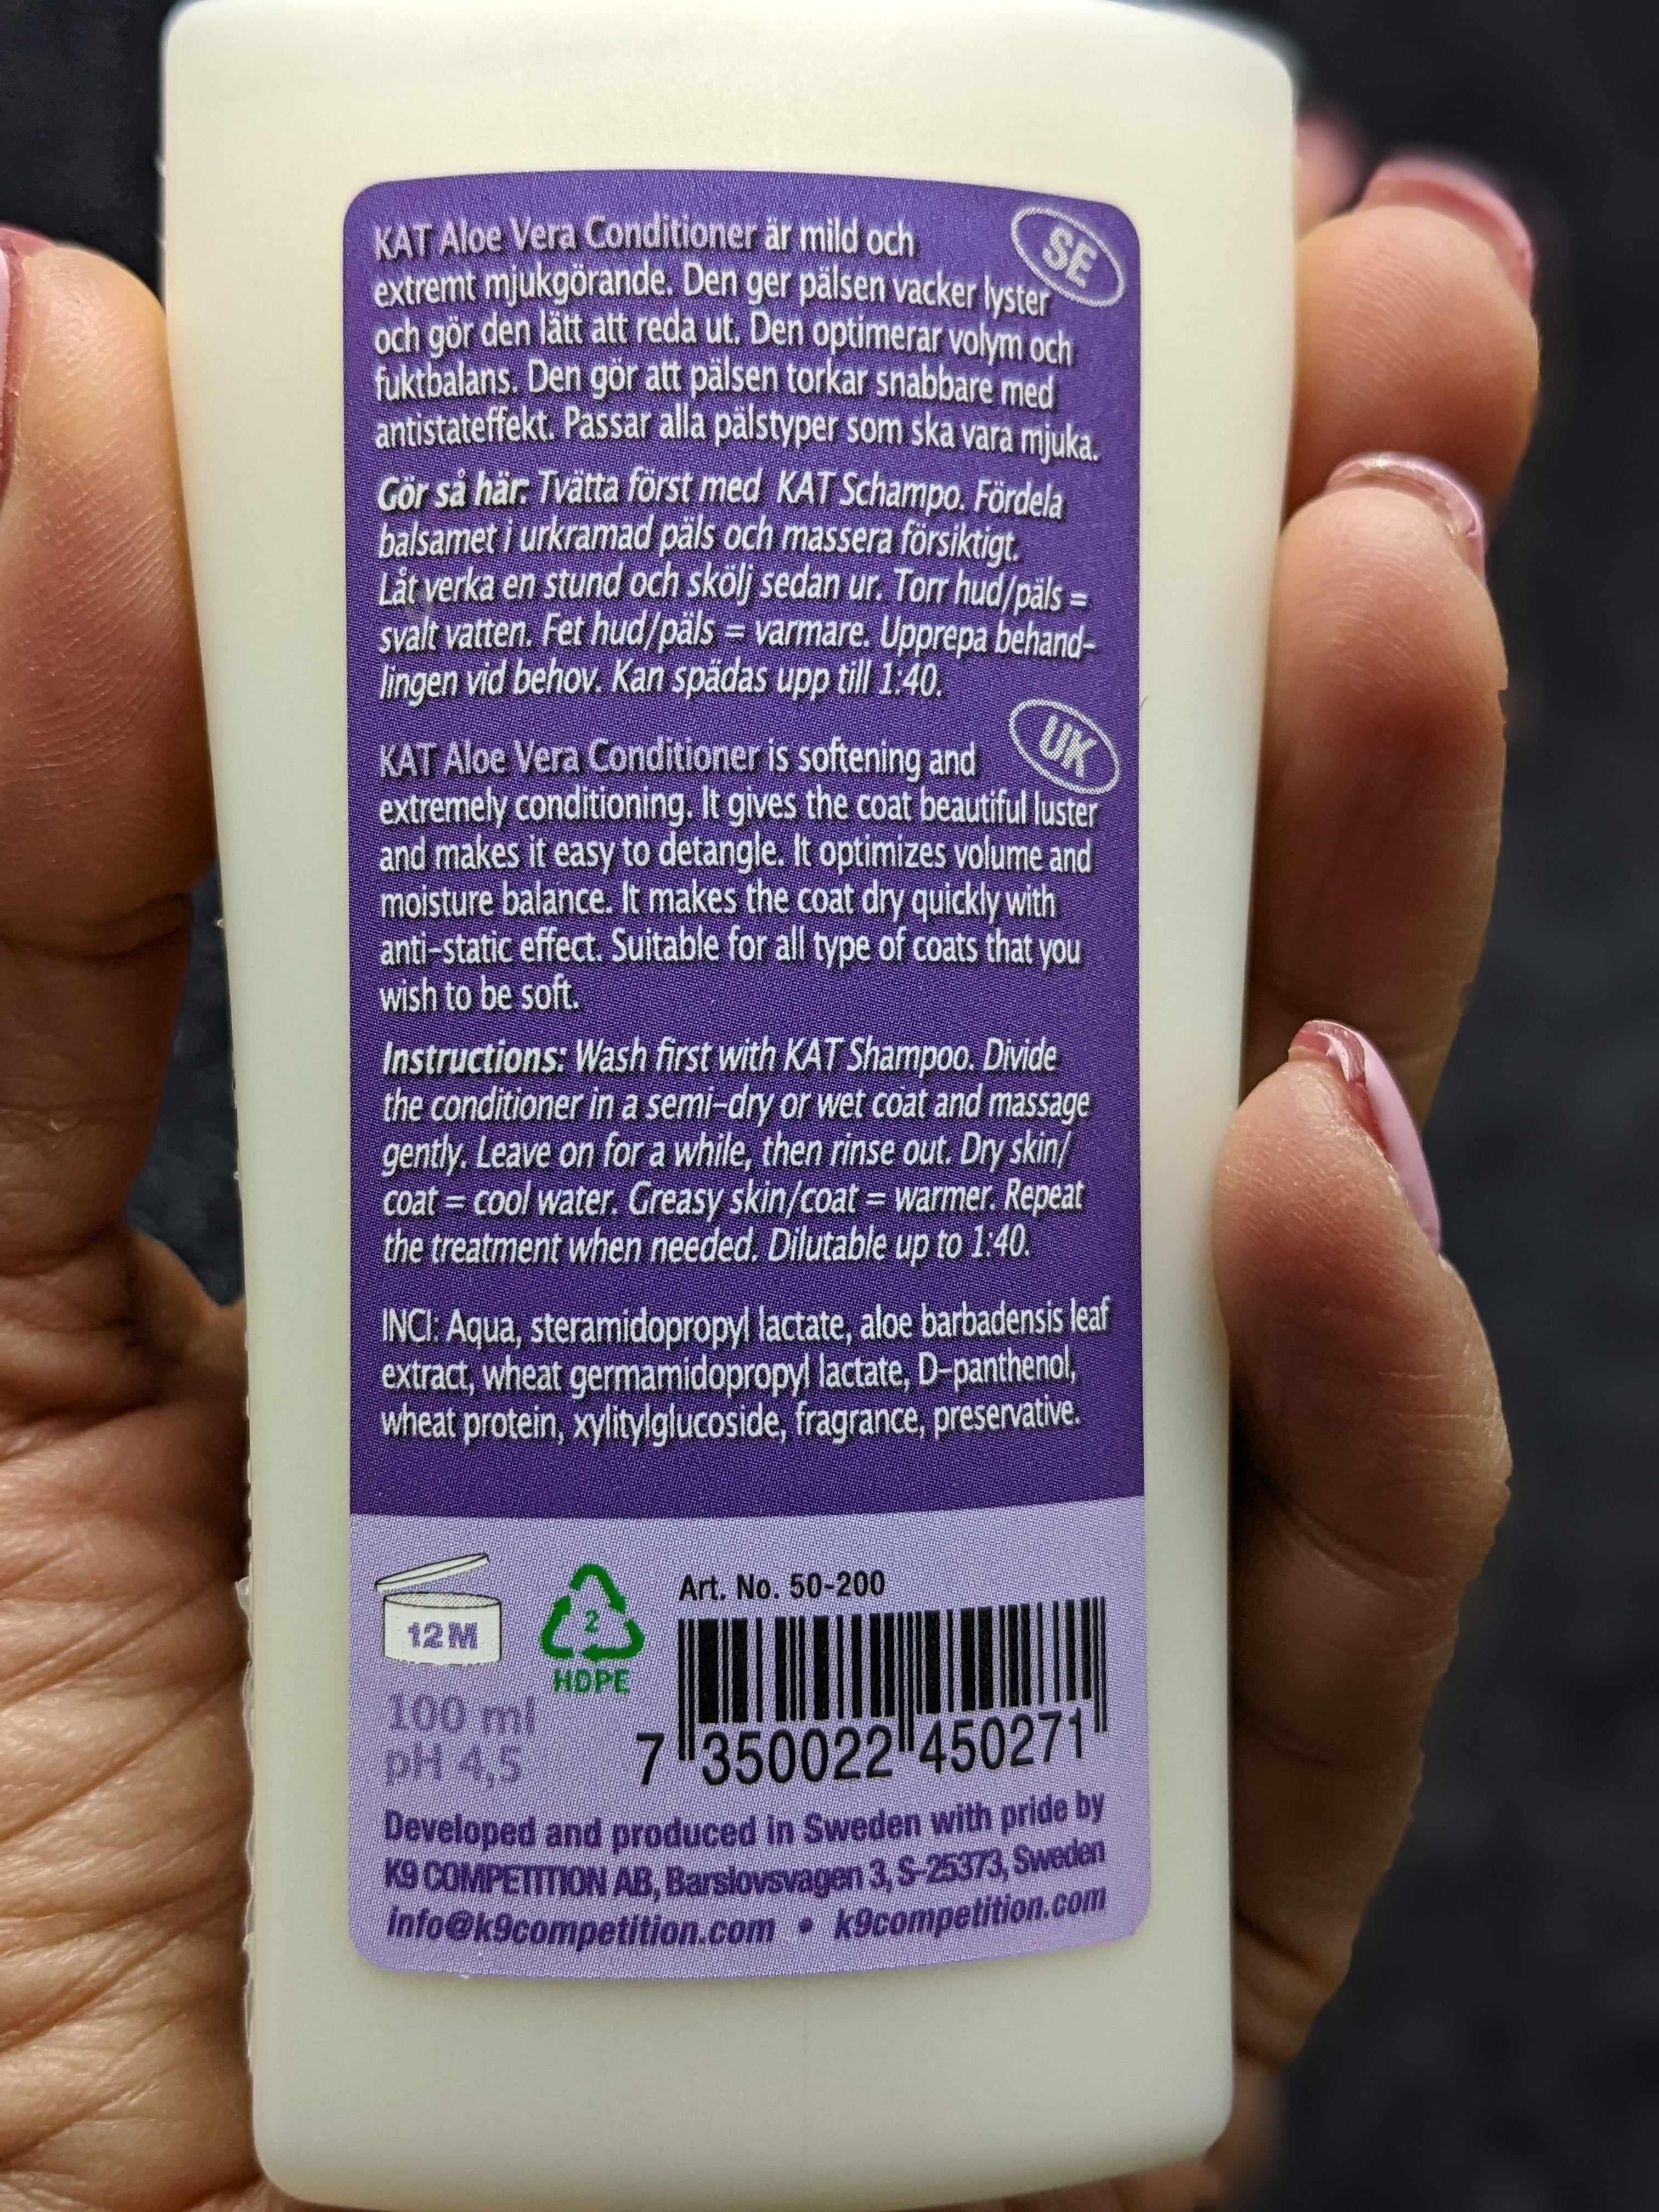 KAT Aloe Vera Conditioner är mild och
SE
extremt mjukgörande. Den ger pälsen vacker lyster
och gör den lätt att reda ut. Den optimerar volym och
fuktbalans. Den gör att pälsen torkar snabbare med
antistateffekt. Passar alla pälstyper som ska vara mjuka.
Gör så här: Tvätta först med KAT Schampo. Fördela
balsamet i urkramad päls och massera försiktigt.
Låt verka en stund och skölj sedan ur. Torr hud/päls =
svalt vatten. Fet hud/päls = varmare. Upprepa behand-
lingen vid behov. Kan spädas upp till 1:40.
UK
KAT Aloe Vera Conditioner is softening and
extremely conditioning. It gives the coat beautiful luster
and makes it easy to detangle. It optimizes volume and
moisture balance. It makes the coat dry quickly with
anti-static effect. Suitable for all type of coats that you
wish to be soft.
Instructions: Wash first with KAT Shampoo. Divide
the conditioner in a semi-dry or wet coat and massage
gently. Leave on for a while, then rinse out. Dry skin/
coat = cool water. Greasy skin/coat = warmer. Repeat
the treatment when needed. Dilutable up to 1:40.
INCI: Aqua, steramidopropyl lactate, aloe barbadensis leaf
extract, wheat germamidopropyl lactate, D-panthenol,
wheat protein, xylitylglucoside, fragrance, preservative.
12 M
2
HDPE
Art. No. 50-200
100 ml
pH 4,5
7 350022 450271
Developed and produced in Sweden with pride by
K9 COMPETITION AB, Barslovsvagen 3, S-25373, Sweden
info@k9competition.com • k9competition.com